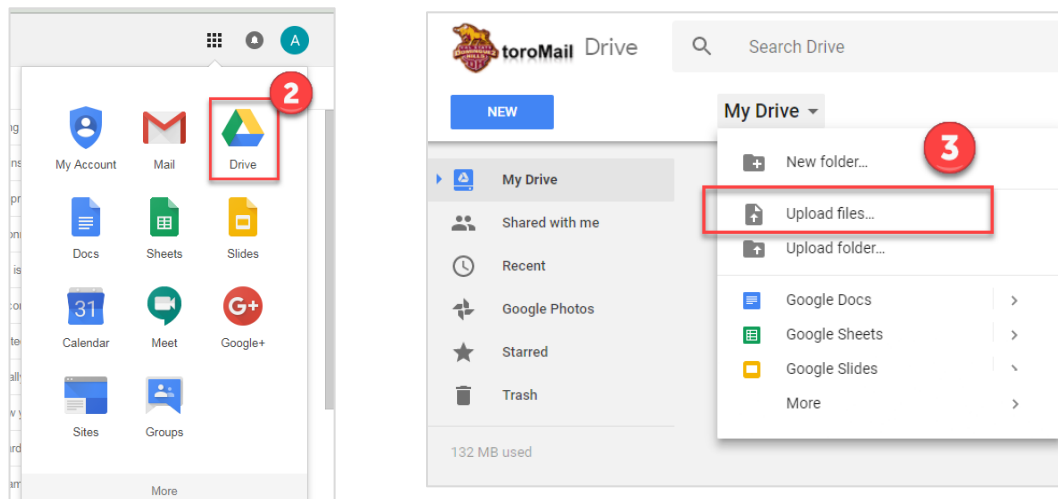 A
2
My Account Mail Drive
Docs Sheets Slides
31
G+
Calendar Meet Google+
Sites Groups
More
toroMail Drive
Search Drive
NEW
My Drive
3
New folder...
My Drive
Upload files...
Shared with me
Upload folder...
Recent
Google Docs
Google Photos
Google Sheets
Starred
Google Slides
Trash
More
132 MB used